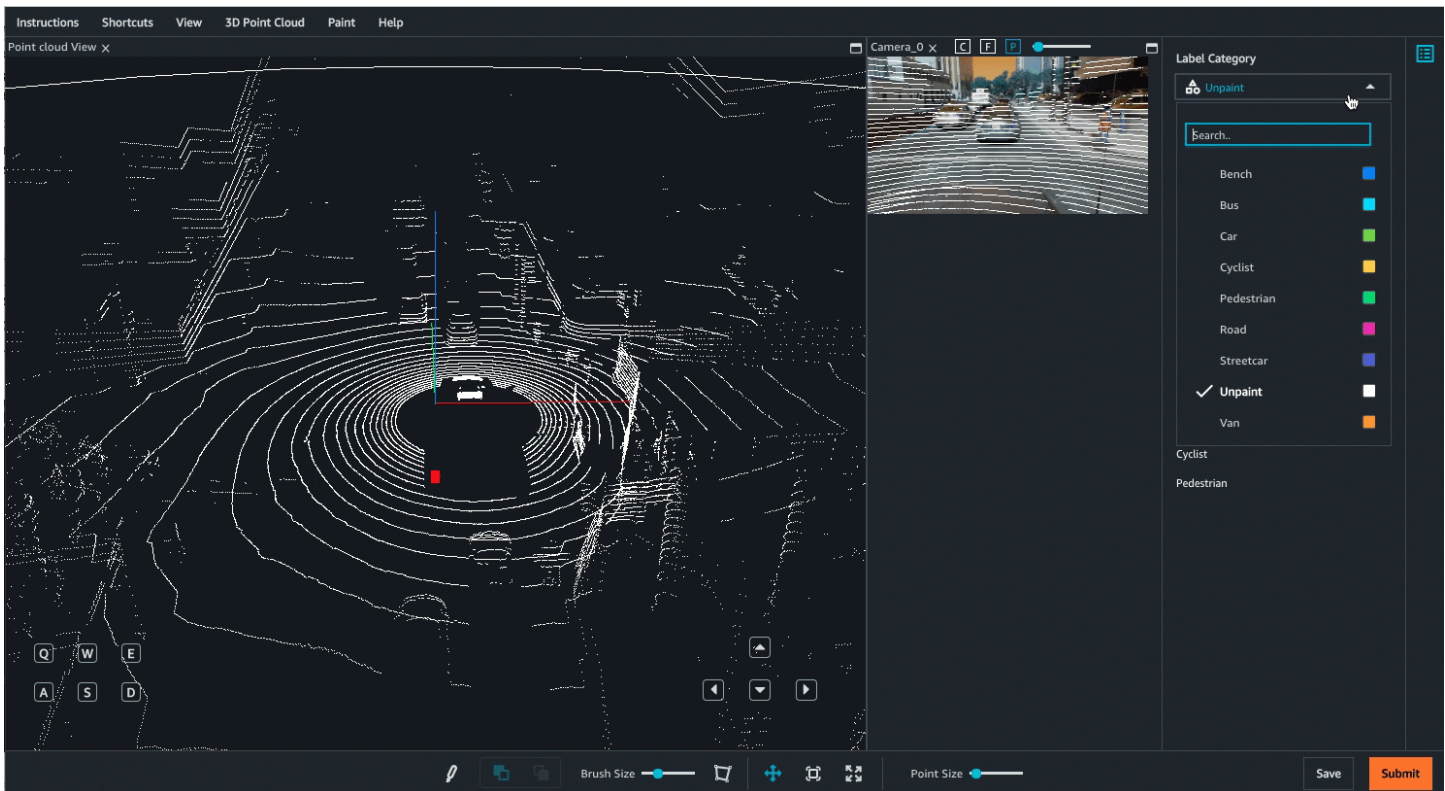 Instructions Shortcuts View 3D Point Cloud Paint Help
Point cloud View
Camera_0 C F P
Label Category
Unpaint
Search..
Bench
Bus
Car
Cyclist
Pedestrian
Road
Streetcar
Unpaint
Van
Cyclist
Pedestrian
Q W E
A S D
Brush Size
Point Size
Save
Submit